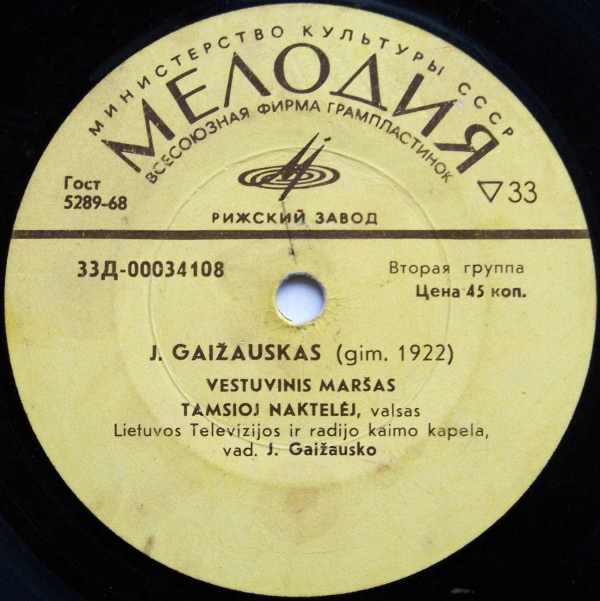 МИНИСТЕРСТВО КУЛЬТУРЫ СССР
МЕЛОДИЯ
ВСЕСОЮЗНАЯ ФИРМА ГРАМПЛАСТИНОК
Гост
5289-68
▽33
РИЖСКИЙ ЗАВОД
33Д-00034108
Вторая группа
Цена 45 коп.
J. GAIŽAUSKAS (gim. 1922)
VESTUVINIS MARŠAS
TAMSIOJ NAKTELĖJ, valsas
Lietuvos Televizijos ir radijo kaimo kapela,
vad. J. Gaižausko